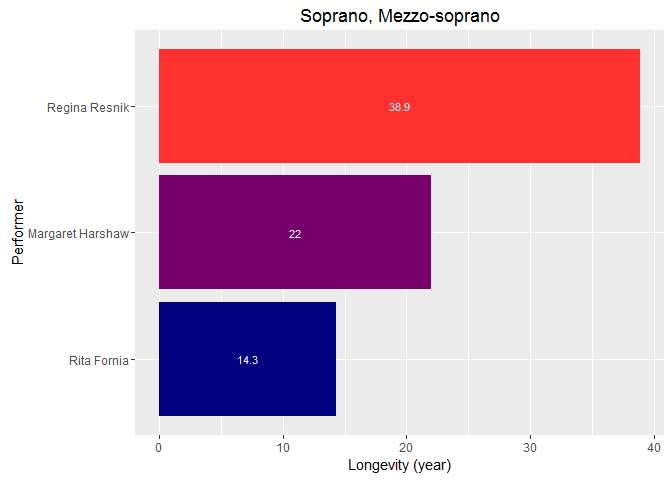 Soprano, Mezzo-soprano
Performer
Regina Resnik
38.9
Margaret Harshaw
22
Rita Fornia
14.3
0 10 20 30 40
Longevity (year)